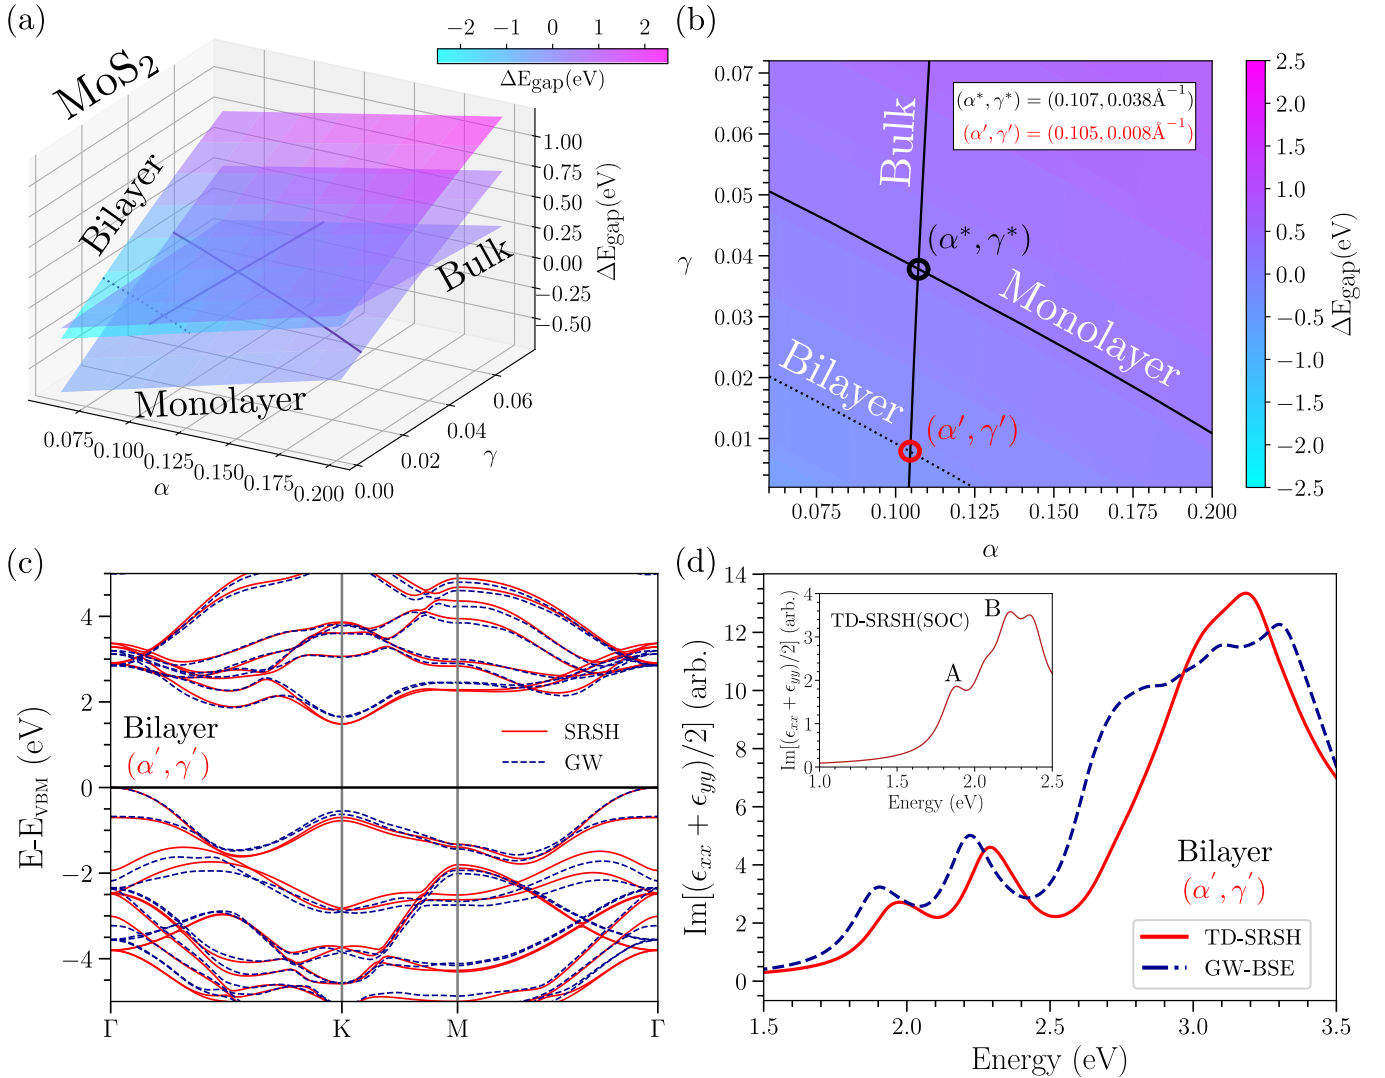 (a)
−2 −1 0 1 2
ΔEgap(eV)
MoS2
Bilayer
Bulk
Monolayer
1.00
0.75
0.50
0.25
0.00
−0.25
−0.50
ΔEgap(eV)
0.075
0.100
0.125
0.150
0.175
0.200
α
0.00
0.02
0.04
0.06
γ
(b)
0.07
0.06
0.05
0.04
0.03
0.02
0.01
γ
(α*, γ*) = (0.107, 0.038Å⁻¹)
(α′, γ′) = (0.105, 0.008Å⁻¹)
Bulk
(α*, γ*)
Monolayer
Bilayer
(α′, γ′)
0.075 0.100 0.125 0.150 0.175 0.200
α
2.5
2.0
1.5
1.0
0.5
0.0
−0.5
−1.0
−1.5
−2.0
−2.5
ΔEgap(eV)
(c)
E-EVBM (eV)
4
2
0
−2
−4
Bilayer
(α′, γ′)
SRSH
GW
Γ K M Γ
(d)
Im[(ϵxx + ϵyy)/2] (arb.)
14
12
10
8
6
4
2
0
Im[(ϵxx + ϵyy)/2] (arb.)
4
3
2
1
0
TD-SRSH(SOC)
A
B
1.0 1.5 2.0 2.5
Energy (eV)
Bilayer
(α′, γ′)
TD-SRSH
GW-BSE
1.5 2.0 2.5 3.0 3.5
Energy (eV)